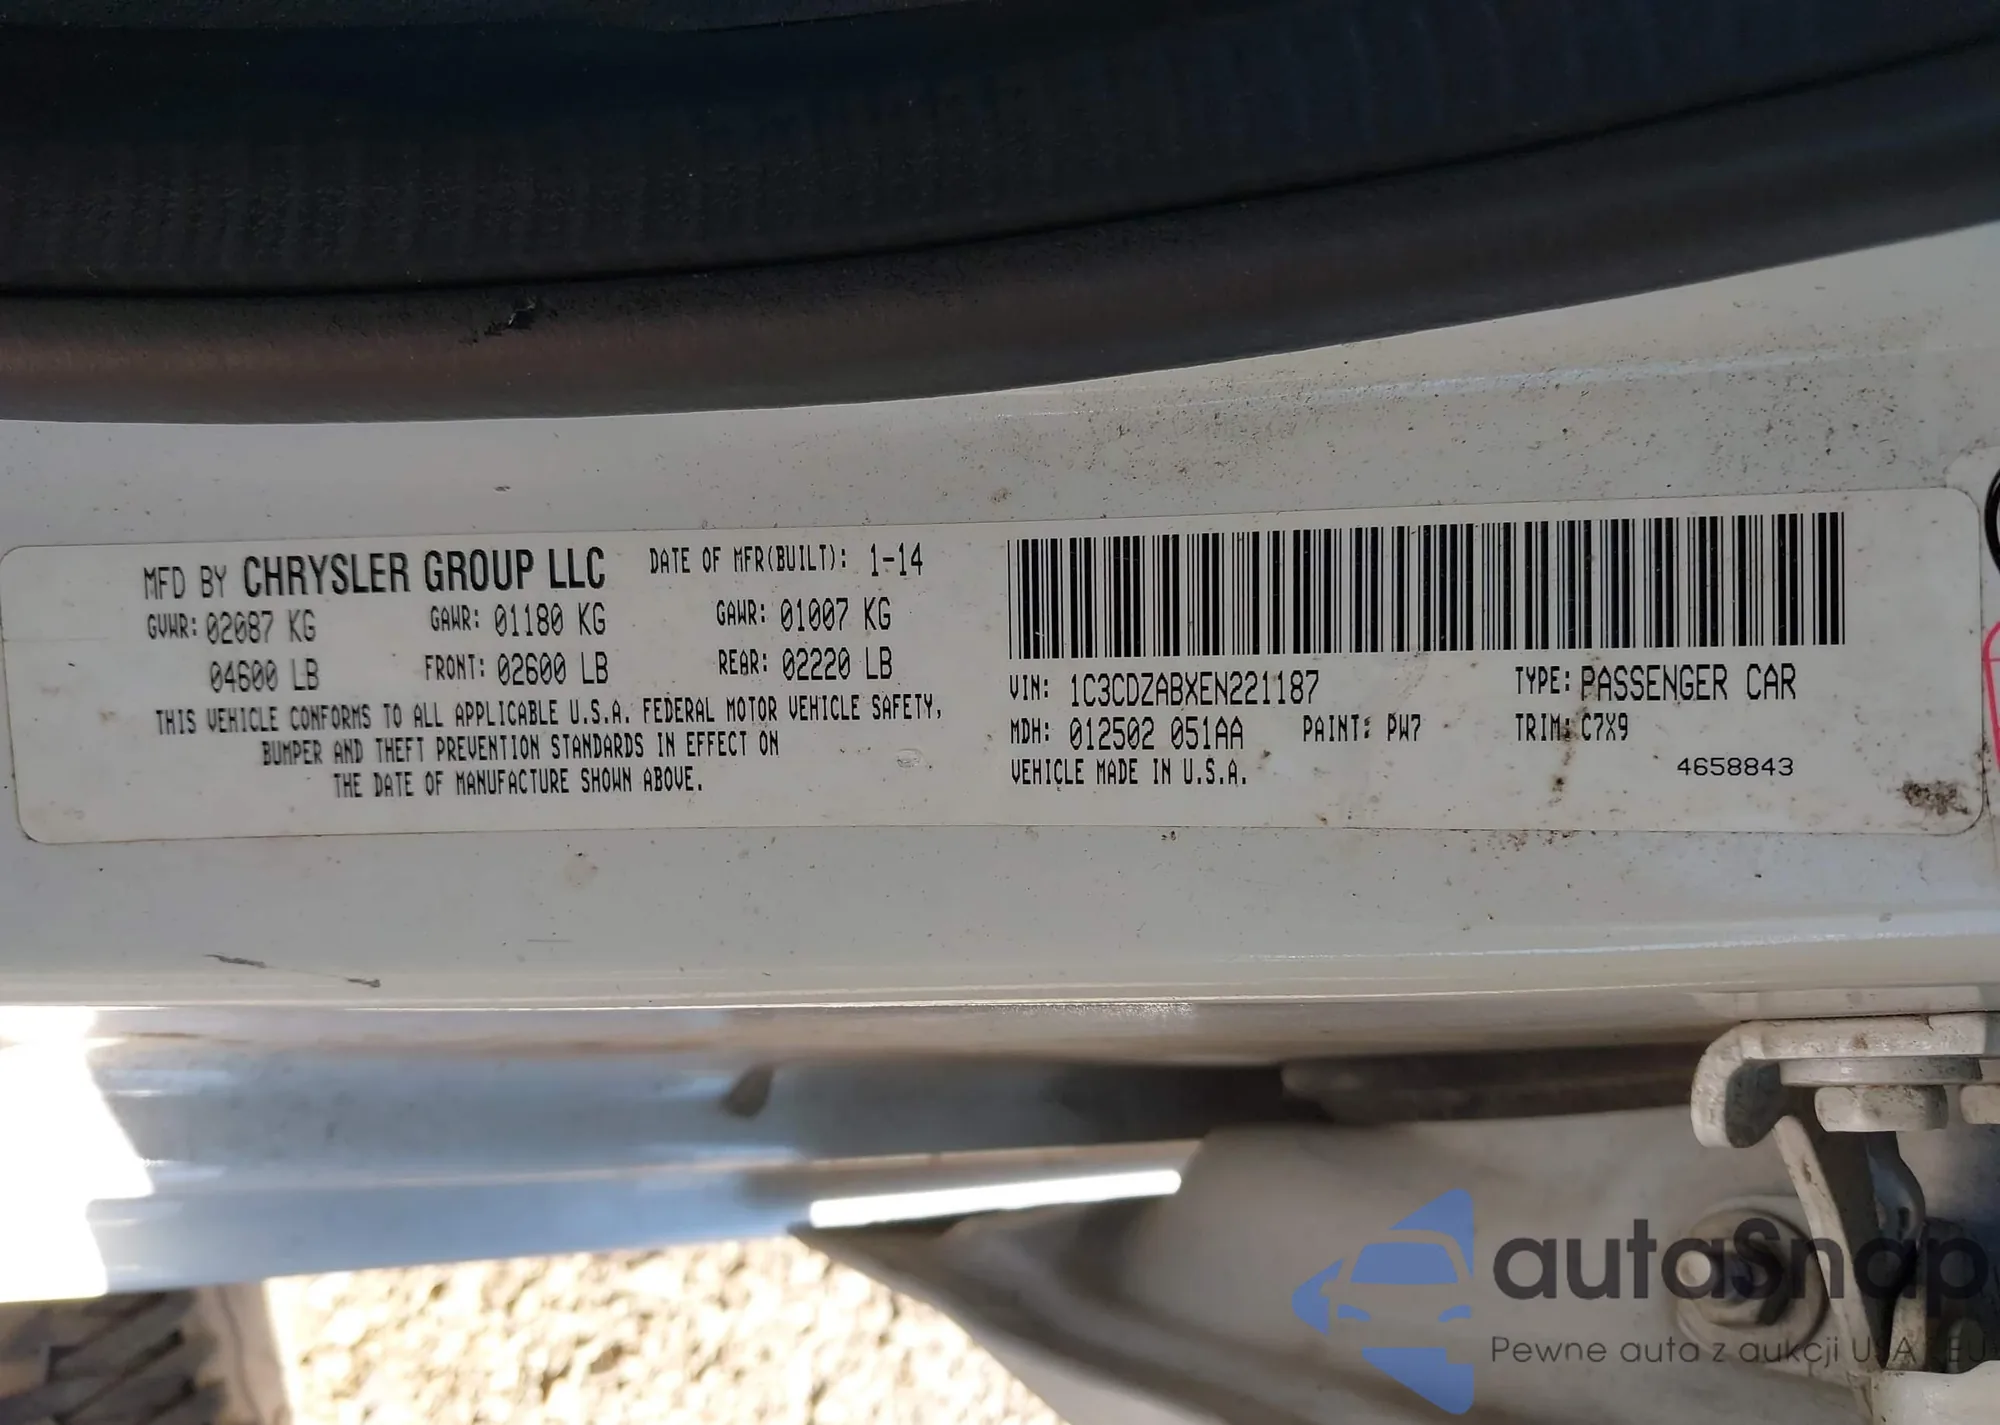 MFD BY CHRYSLER GROUP LLC DATE OF MFR(BUILT): 1-14
GVWR: 02087 KG GAWR: 01180 KG GAWR: 01007 KG
04600 LB FRONT: 02600 LB REAR: 02220 LB
THIS VEHICLE CONFORMS TO ALL APPLICABLE U.S.A. FEDERAL MOTOR VEHICLE SAFETY,
BUMPER AND THEFT PREVENTION STANDARDS IN EFFECT ON
THE DATE OF MANUFACTURE SHOWN ABOVE.
VIN: 1C3CDZABXEN221187 TYPE: PASSENGER CAR
MDH: 012502 051AA PAINT: PW7 TRIM: C7X9
VEHICLE MADE IN U.S.A. 4658843
autaSnap
Pewne auta z aukcji USA i EU